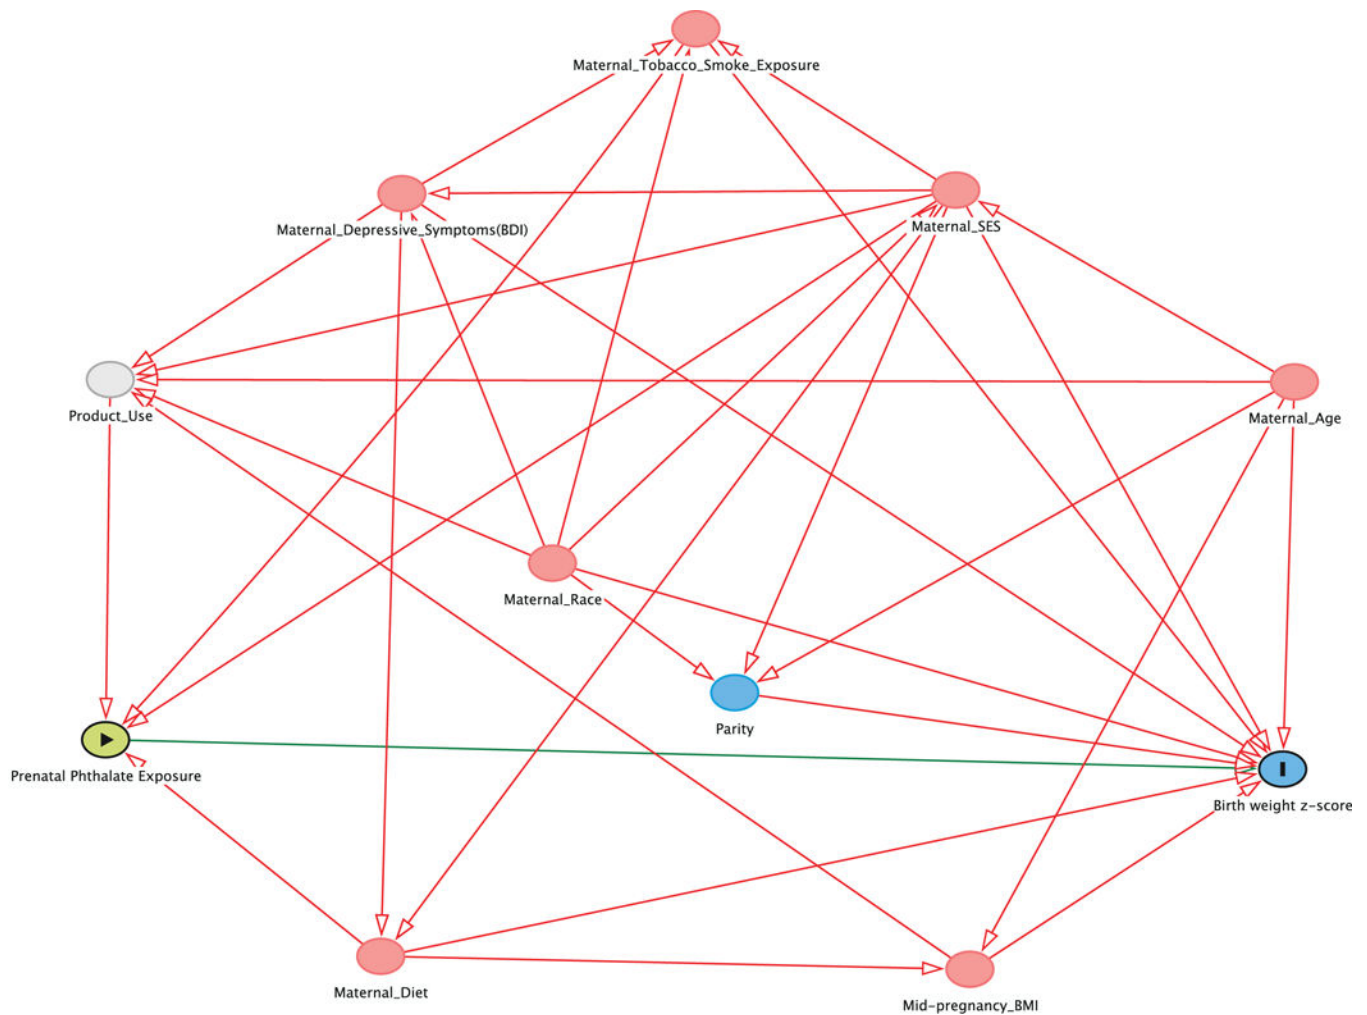 Maternal_Tobacco_Smoke_Exposure
Maternal_Depressive_Symptoms(BDI)
Maternal_SES
Product_Use
Maternal_Age
Maternal_Race
Parity
Prenatal Phthalate Exposure
Birth weight z-score
Maternal_Diet
Mid-pregnancy_BMI